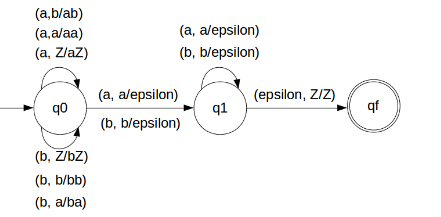 (a,b/ab)
(a,a/aa)
(a, Z/aZ)
(a, a/epsilon)
(b, b/epsilon)
q0
(a, a/epsilon)
(b, b/epsilon)
q1
(epsilon, Z/Z)
qf
(b, Z/bZ)
(b, b/bb)
(b, a/ba)